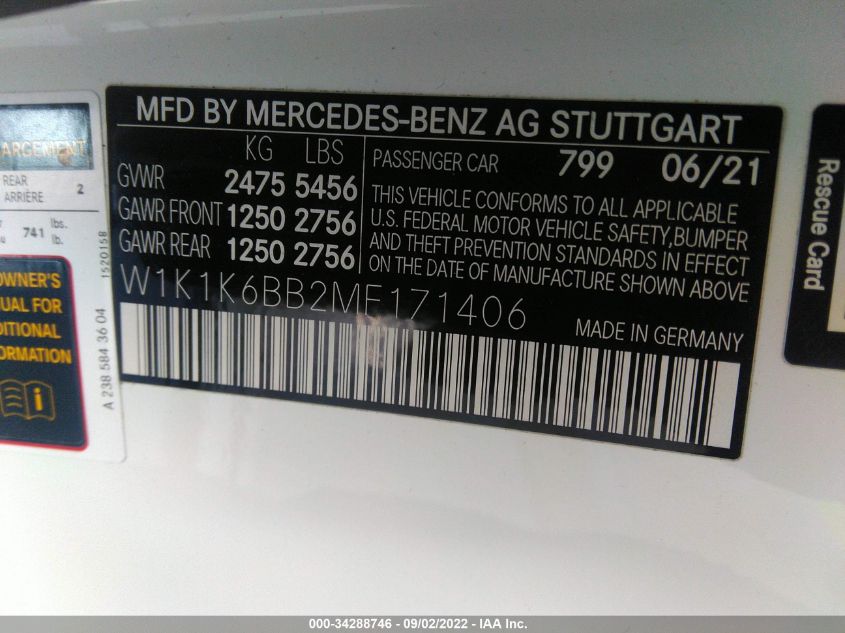 ARGEMENT
REAR 2
ARRIÈRE
741 lbs.
lb.
1520158
OWNER'S
FOR
A 238 584 36 04
MFD BY MERCEDES-BENZ AG STUTTGART
KG LBS
GVWR 2475 5456
GAWR FRONT 1250 2756
GAWR REAR 1250 2756
PASSENGER CAR 799 06/21
THIS VEHICLE CONFORMS TO ALL APPLICABLE
U.S. FEDERAL MOTOR VEHICLE SAFETY,BUMPER
AND THEFT PREVENTION STANDARDS IN EFFECT
ON THE DATE OF MANUFACTURE SHOWN ABOVE
W1K1K6BB2MF171406
MADE IN GERMANY
Rescue Card
000-34288746 - 09/02/2022 - IAA Inc.